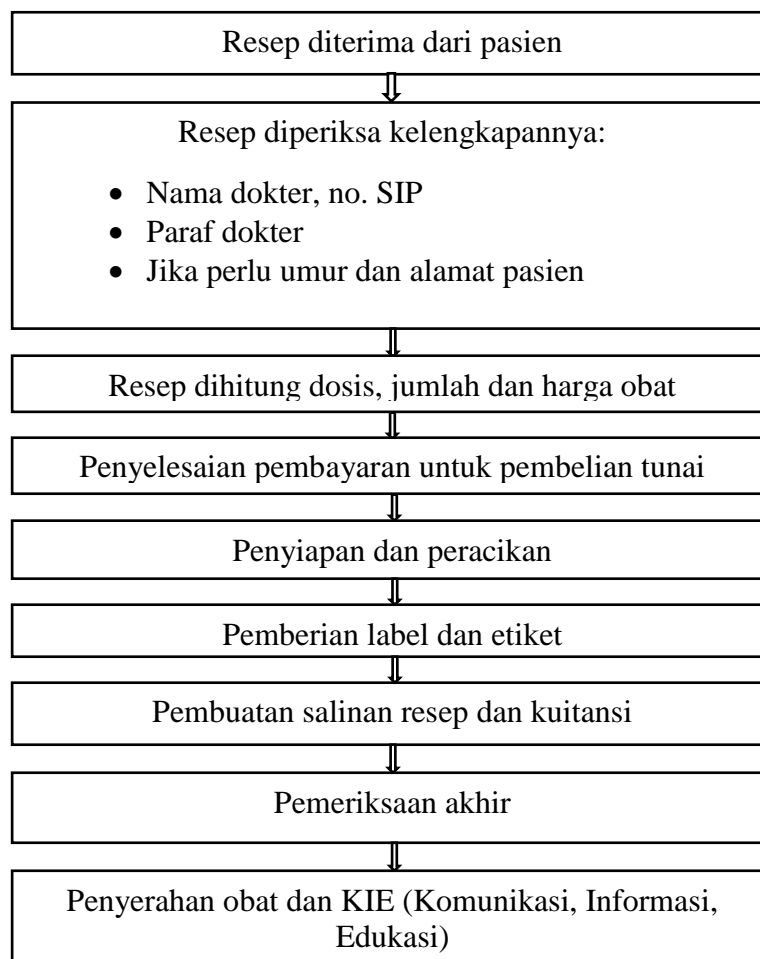 Resep diterima dari pasien
Resep diperiksa kelengkapannya:
• Nama dokter, no. SIP
• Paraf dokter
• Jika perlu umur dan alamat pasien
Resep dihitung dosis, jumlah dan harga obat
Penyelesaian pembayaran untuk pembelian tunai
Penyiapan dan peracikan
Pemberian label dan etiket
Pembuatan salinan resep dan kuitansi
Pemeriksaan akhir
Penyerahan obat dan KIE (Komunikasi, Informasi,
Edukasi)